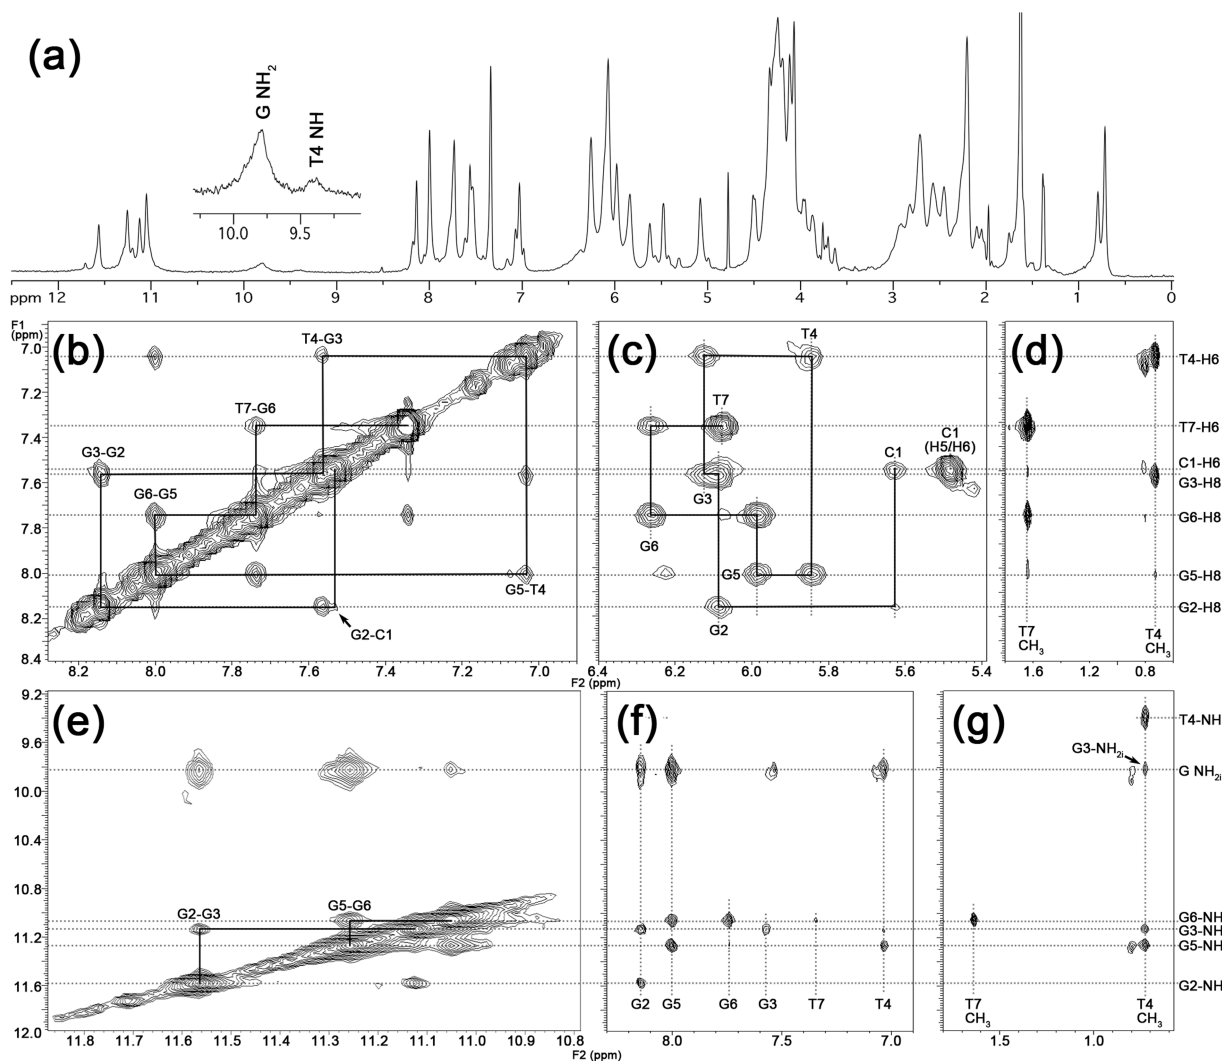 (a)
G NH2
T4 NH
10.0 9.5
ppm 12 11 10 9 8 7 6 5 4 3 2 1 0
F1
(ppm)
(b)
T4-G3
T7-G6
G3-G2
G6-G5
G5-T4
G2-C1
7.0
7.2
7.4
7.6
7.8
8.0
8.2
8.4
8.2 8.0 7.8 7.6 7.4 7.2 7.0
F2 (ppm)
(c)
T4
T7
C1
C1
(H5/H6)
G3
G6
G5
G2
6.4 6.2 6.0 5.8 5.6 5.4
(d)
T4-H6
T7-H6
C1-H6
G3-H8
G6-H8
G5-H8
G2-H8
T7
CH3
T4
CH3
1.6 1.2 0.8
(e)
G2-G3
G5-G6
9.2
9.6
10.0
10.4
10.8
11.2
11.6
12.0
11.8 11.7 11.6 11.5 11.4 11.3 11.2 11.1 11.0 10.9 10.8
F2 (ppm)
(f)
G2 G5 G6 G3 T7 T4
8.0 7.5 7.0
(g)
T4-NH
G3-NH2i
G NH2i
G6-NH
G3-NH
G5-NH
G2-NH
T7
CH3
T4
CH3
1.5 1.0